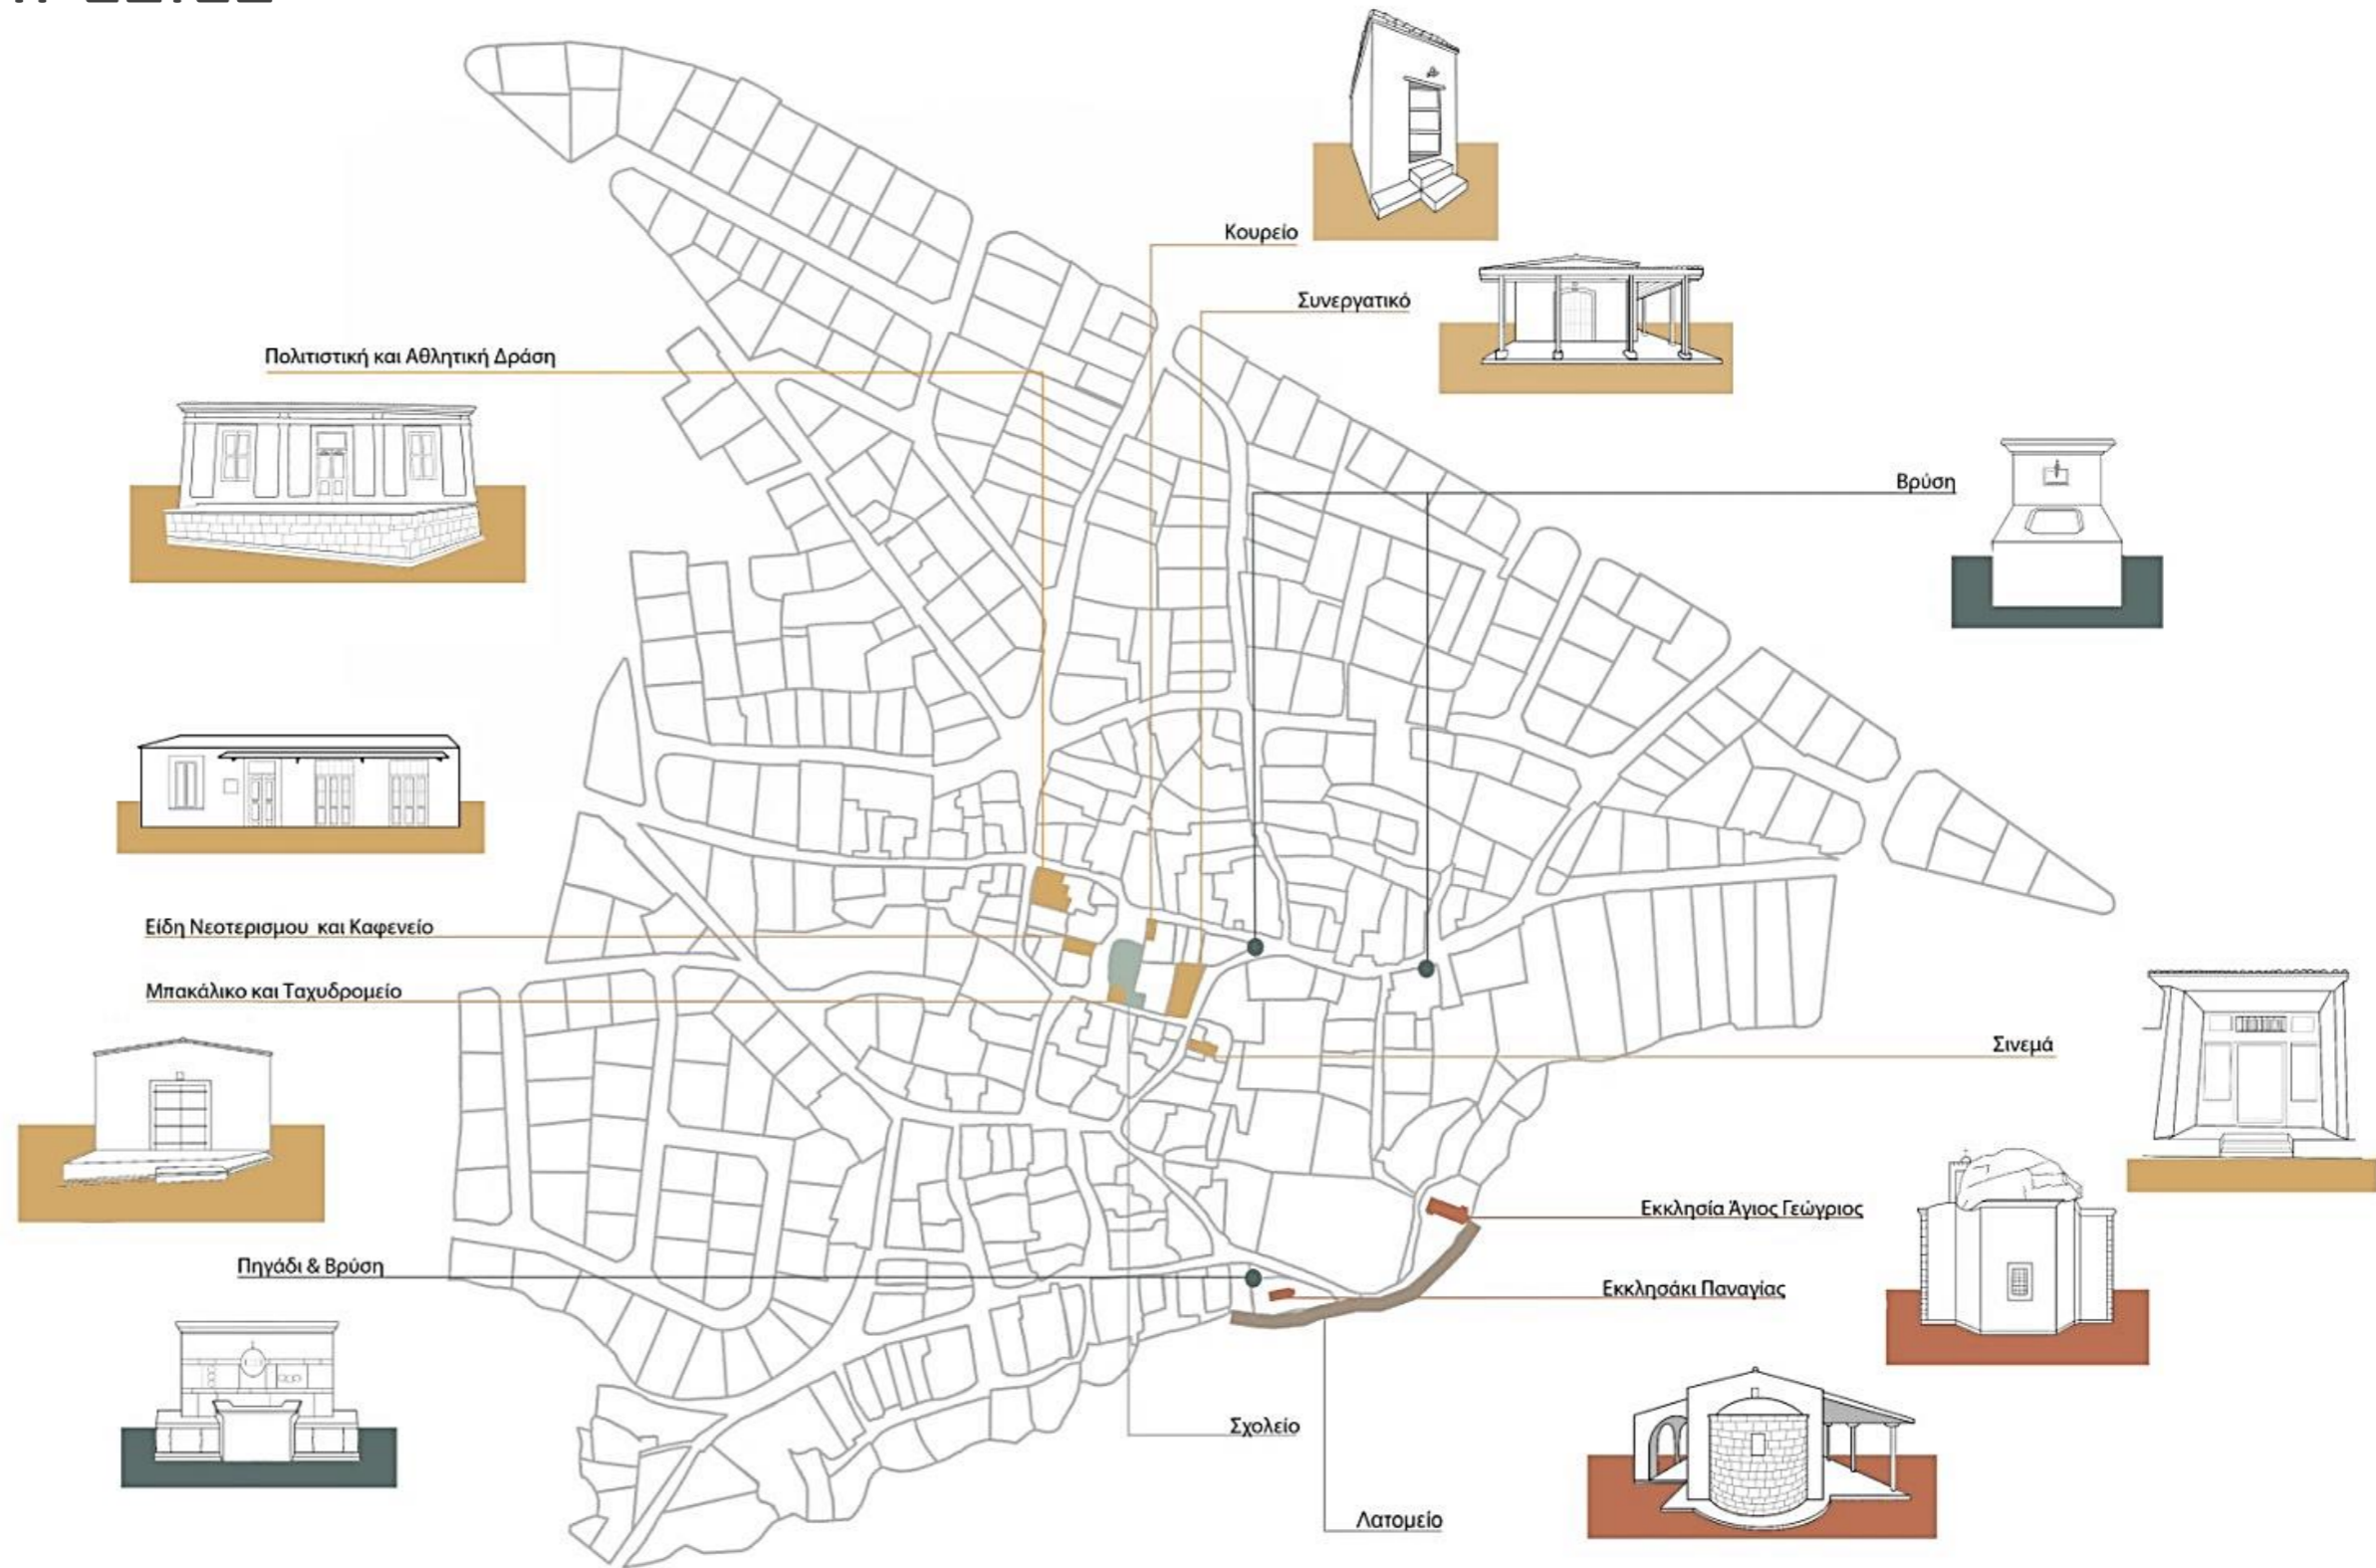 Κουρείο
Συνεργατικό
Πολιτιστική και Αθλητική Δράση
Βρύση
Είδη Νεοτερισμου και Καφενείο
Μπακάλικο και Ταχυδρομείο
Σινεμά
Εκκλησία Άγιος Γεώργιος
Πηγάδι & Βρύση
Εκκλησάκι Παναγίας
Σχολείο
Λατομείο